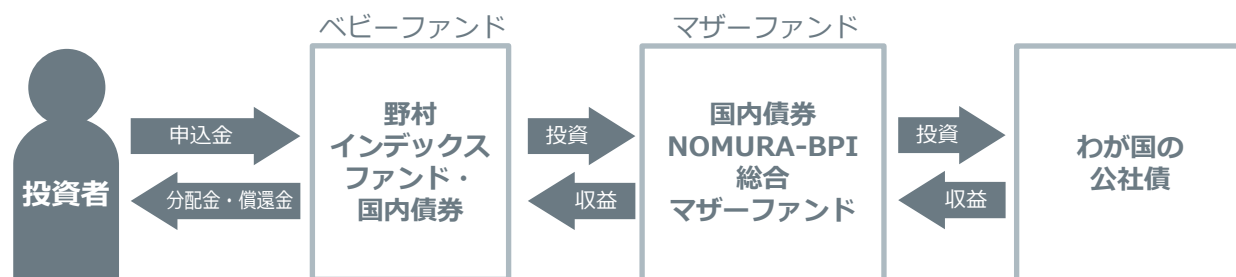 ベビーファンド
マザーファンド
投資者
申込金
分配金・償還金
野村
インデックス
ファンド・
国内債券
投資
収益
国内債券
NOMURA-BPI
総合
マザーファンド
投資
収益
わが国の
公社債